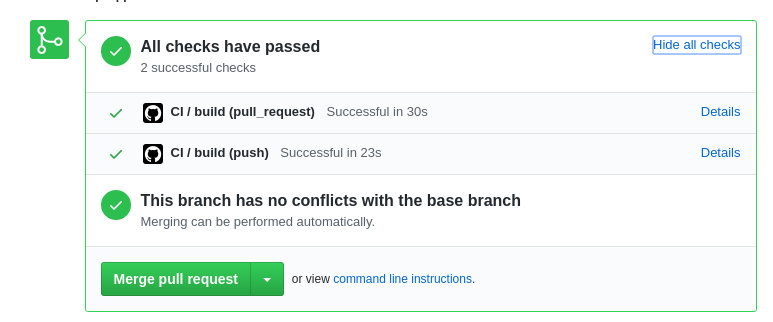 All checks have passed
Hide all checks
2 successful checks
CI / build (pull_request) Successful in 30s Details
CI / build (push) Successful in 23s Details
This branch has no conflicts with the base branch
Merging can be performed automatically.
Merge pull request or view command line instructions.